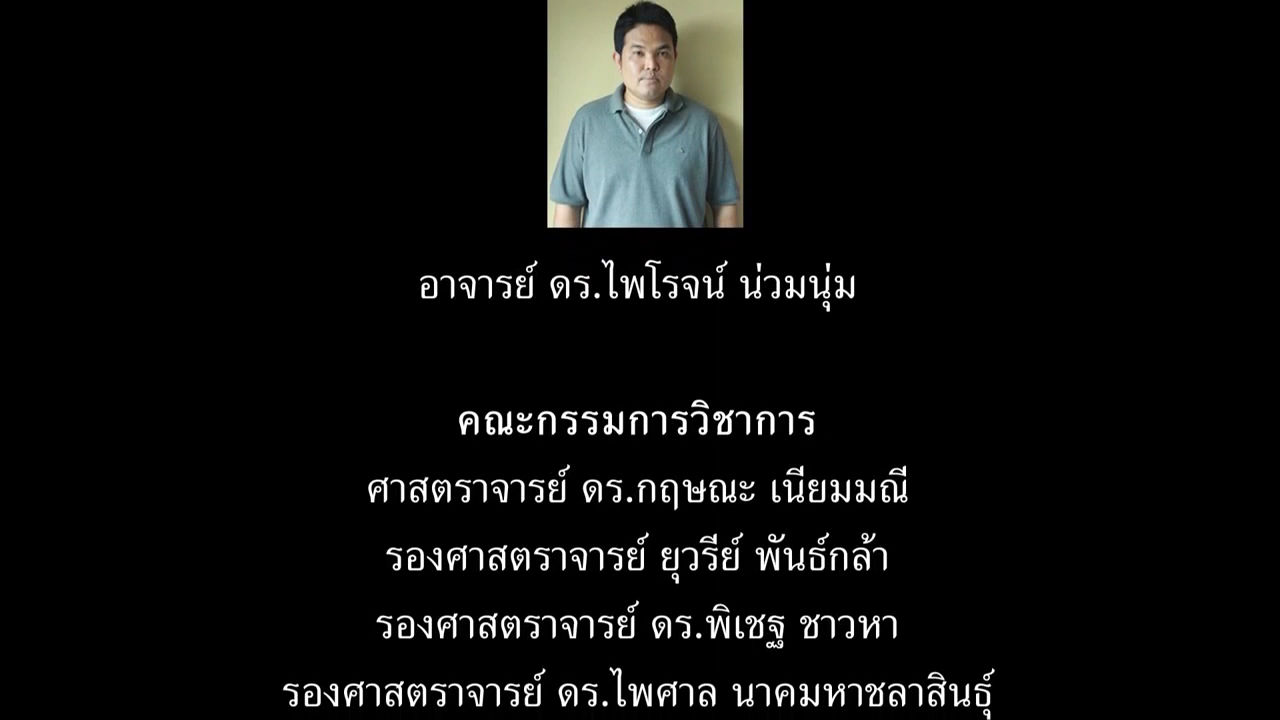 อาจารย์ ดร.ไพโรจน์ น่วมนุ่ม
คณะกรรมการวิชาการ
ศาสตราจารย์ ดร.กฤษณะ เนียมมณี
รองศาสตราจารย์ ยุวรีย์ พันธ์กล้า
รองศาสตราจารย์ ดร.พิเชฐ ชาวหา
รองศาสตราจารย์ ดร.ไพศาล นาคมหาชลาสินธุ์